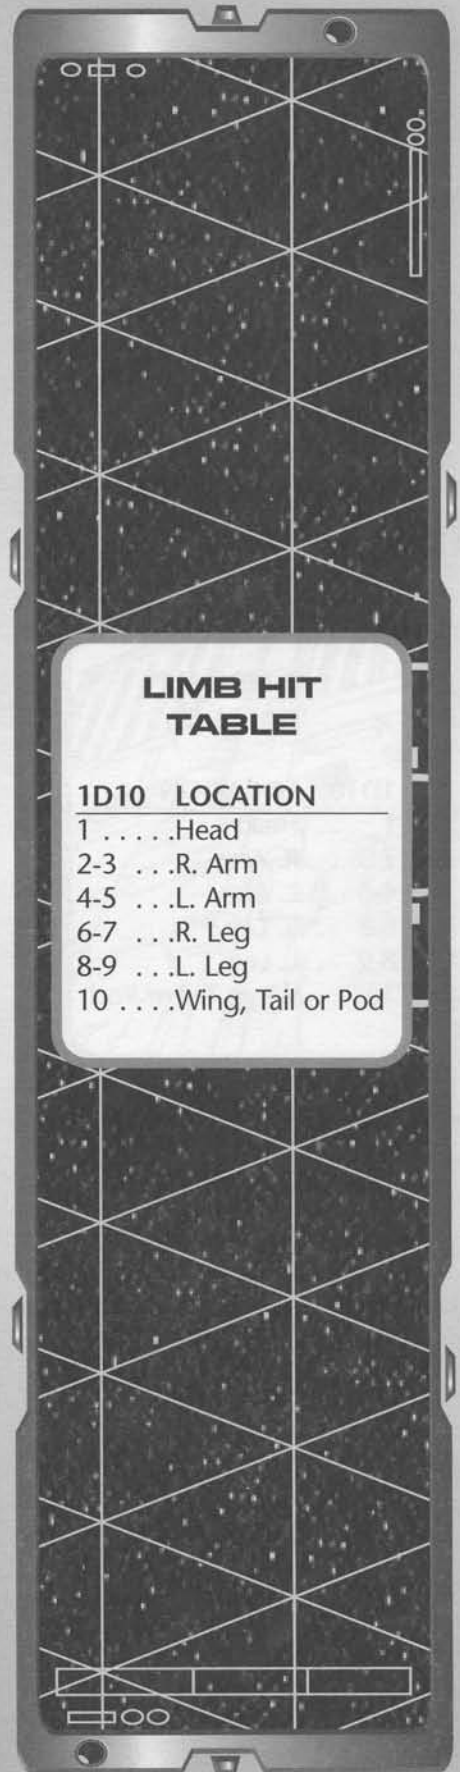 LIMB HIT
TABLE
1D10 LOCATION
1 . . . . .Head
2-3 . . .R. Arm
4-5 . . .L. Arm
6-7 . . .R. Leg
8-9 . . .L. Leg
10 . . . .Wing, Tail or Pod